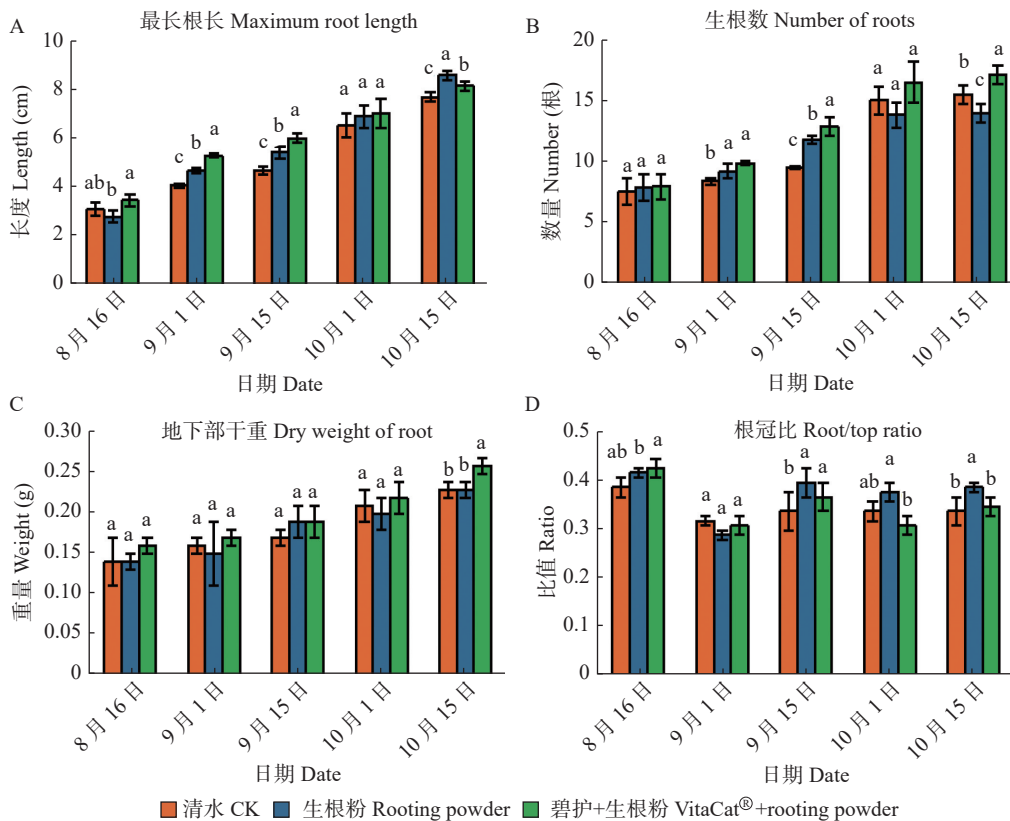 A
最长根长 Maximum root length
长度 Length (cm)
10
8
6
4
2
0
ab b a
c b a
c b a
a a a
c a b
8月16日
9月1日
9月15日
10月1日
10月15日
日期 Date
B
生根数 Number of roots
数量 Number (根)
20
15
10
5
0
a a a
b a a
c b a
a a a
b c a
8月16日
9月1日
9月15日
10月1日
10月15日
日期 Date
C
地下部干重 Dry weight of root
重量 Weight (g)
0.30
0.25
0.20
0.15
0.10
0.05
0
a a a
a a a
a a a
a a a
b b a
8月16日
9月1日
9月15日
10月1日
10月15日
日期 Date
D
根冠比 Root/top ratio
比值 Ratio
0.5
0.4
0.3
0.2
0.1
0
ab b a
a a a
b a a
ab a b
b a b
8月16日
9月1日
9月15日
10月1日
10月15日
日期 Date
清水 CK 生根粉 Rooting powder 碧护+生根粉 VitaCat®+rooting powder